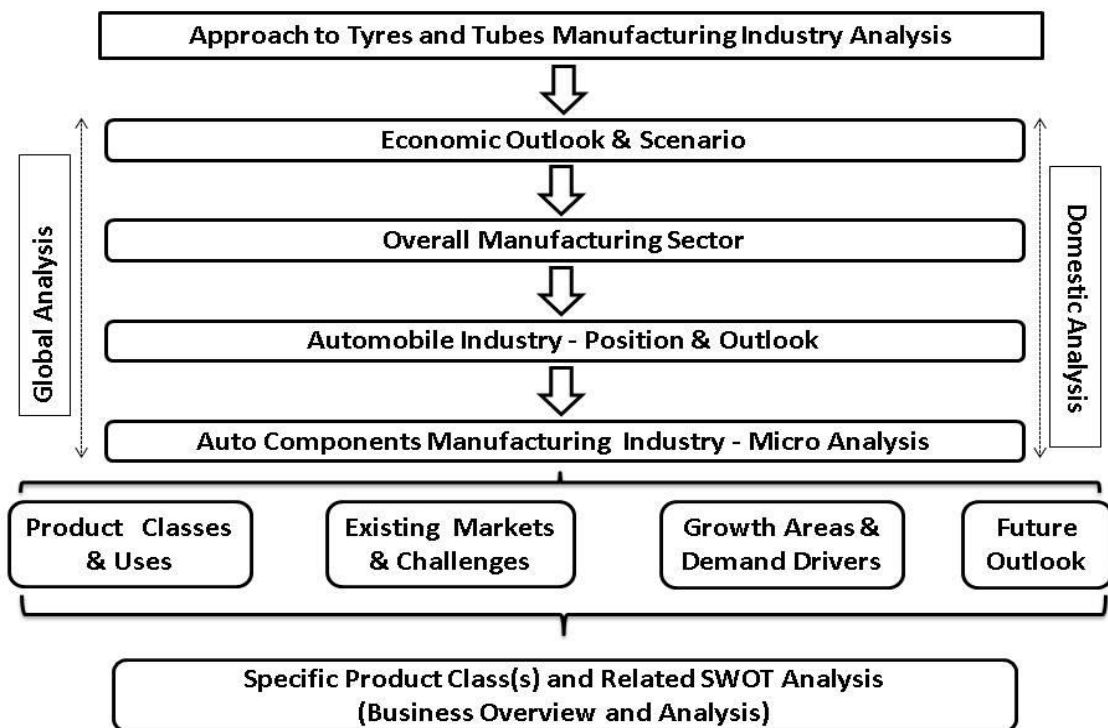 Approach to Tyres and Tubes Manufacturing Industry Analysis
Economic Outlook & Scenario
Overall Manufacturing Sector
Automobile Industry - Position & Outlook
Auto Components Manufacturing Industry - Micro Analysis
Global Analysis
Domestic Analysis
Product Classes
& Uses
Existing Markets
& Challenges
Growth Areas &
Demand Drivers
Future
Outlook
Specific Product Class(s) and Related SWOT Analysis
(Business Overview and Analysis)